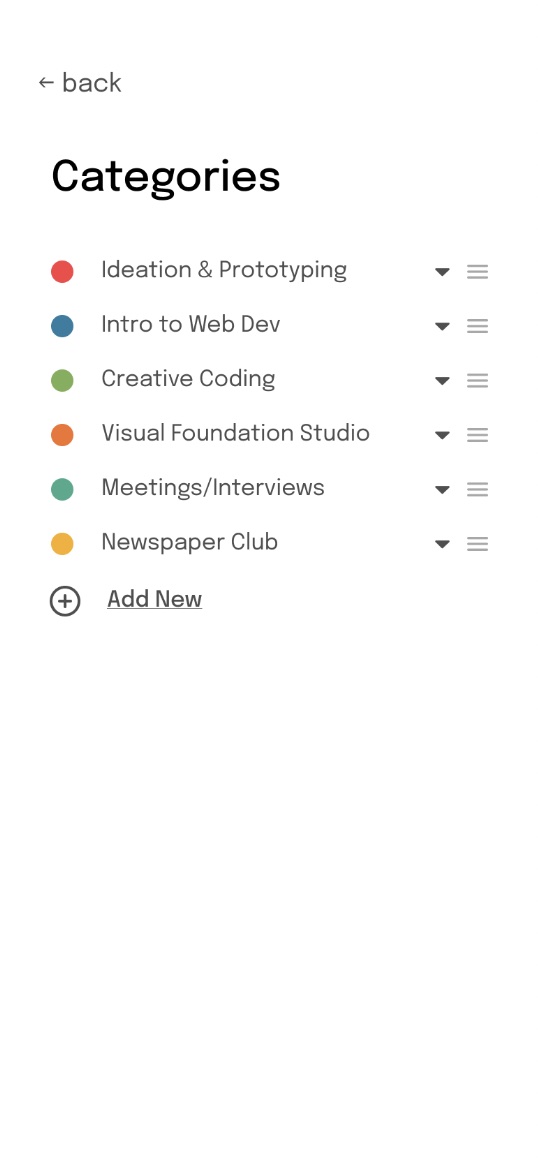 ← back
Categories
Ideation & Prototyping
Intro to Web Dev
Creative Coding
Visual Foundation Studio
Meetings/Interviews
Newspaper Club
Add New